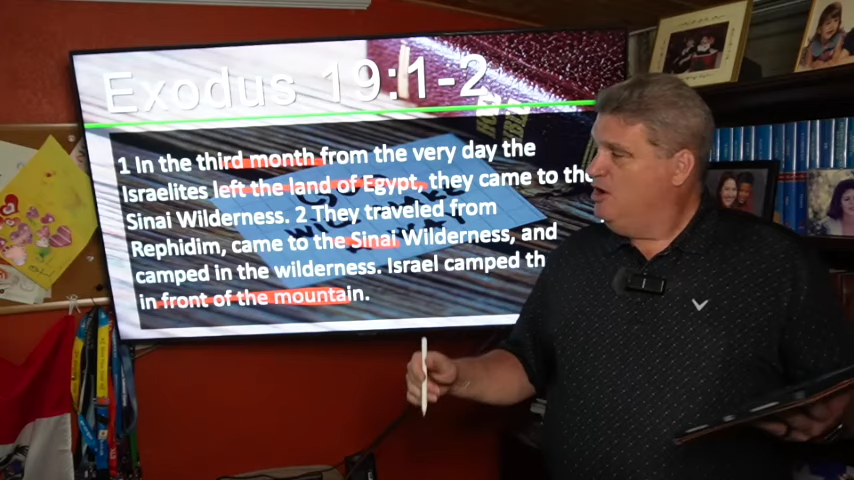 Exodus 19:1-2
1 In the third month from the very day the
Israelites left the land of Egypt, they came to the
Sinai Wilderness. 2 They traveled from
Rephidim, came to the Sinai Wilderness, and
camped in the wilderness. Israel camped th
in front of the mountain.